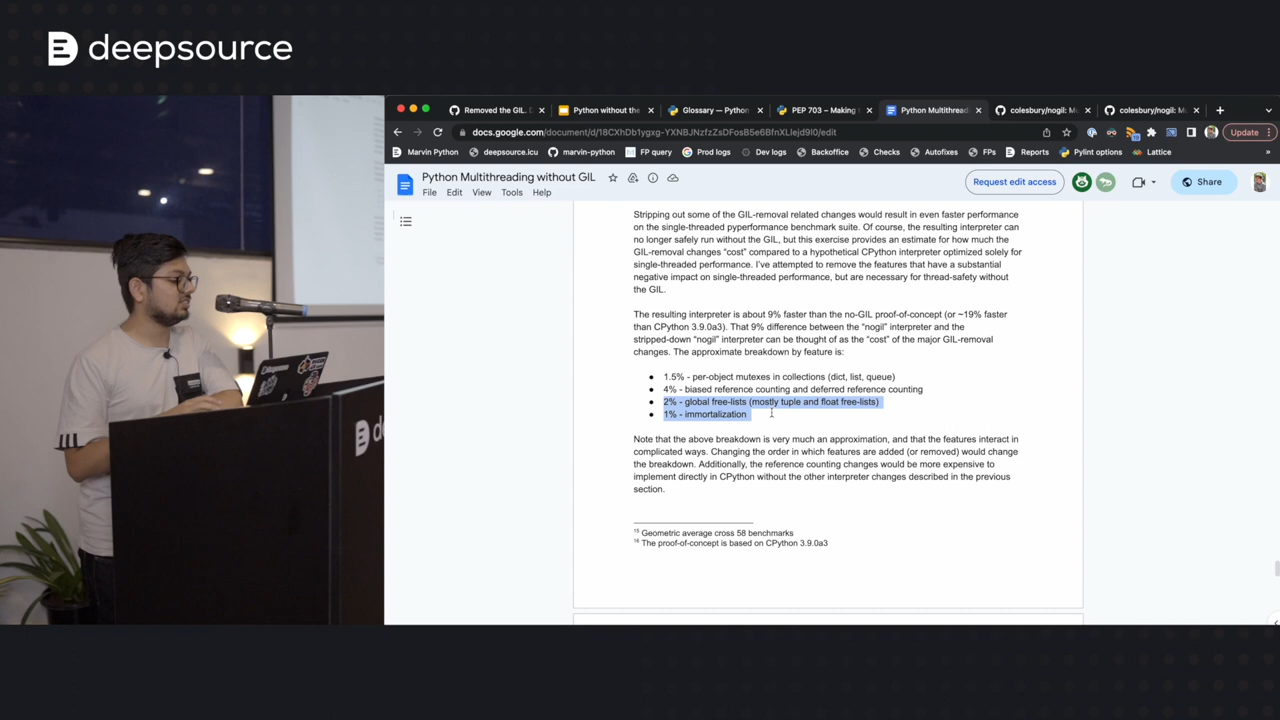 deepsource
Removed the GIL. D
Python without the
Glossary — Python
PEP 703 – Making t
Python Multithread
colesbury/nogil: Mu
colesbury/nogil: Mu
docs.google.com/document/d/18CXhDb1ygxg-YXNBJNzfzZsDFosB5e6BfnXLlejd9l0/edit
Update
Marvin Python
deepsource.icu
marvin-python
FP query
Prod logs
Dev logs
Backoffice
Checks
Autofixes
FPs
Reports
Pylint options
Lattice
»
Python Multithreading without GIL
File Edit View Tools Help
Request edit access
Share
Stripping out some of the GIL-removal related changes would result in even faster performance
on the single-threaded pyperformance benchmark suite. Of course, the resulting interpreter can
no longer safely run without the GIL, but this exercise provides an estimate for how much the
GIL-removal changes “cost” compared to a hypothetical CPython interpreter optimized solely for
single-threaded performance. I’ve attempted to remove the features that have a substantial
negative impact on single-threaded performance, but are necessary for thread-safety without
the GIL.
The resulting interpreter is about 9% faster than the no-GIL proof-of-concept (or ~19% faster
than CPython 3.9.0a3). That 9% difference between the “nogil” interpreter and the
stripped-down “nogil” interpreter can be thought of as the “cost” of the major GIL-removal
changes. The approximate breakdown by feature is:
● 1.5% - per-object mutexes in collections (dict, list, queue)
● 4% - biased reference counting and deferred reference counting
● 2% - global free-lists (mostly tuple and float free-lists)
● 1% - immortalization
Note that the above breakdown is very much an approximation, and that the features interact in
complicated ways. Changing the order in which features are added (or removed) would change
the breakdown. Additionally, the reference counting changes would be more expensive to
implement directly in CPython without the other interpreter changes described in the previous
section.
15 Geometric average cross 58 benchmarks
16 The proof-of-concept is based on CPython 3.9.0a3
de